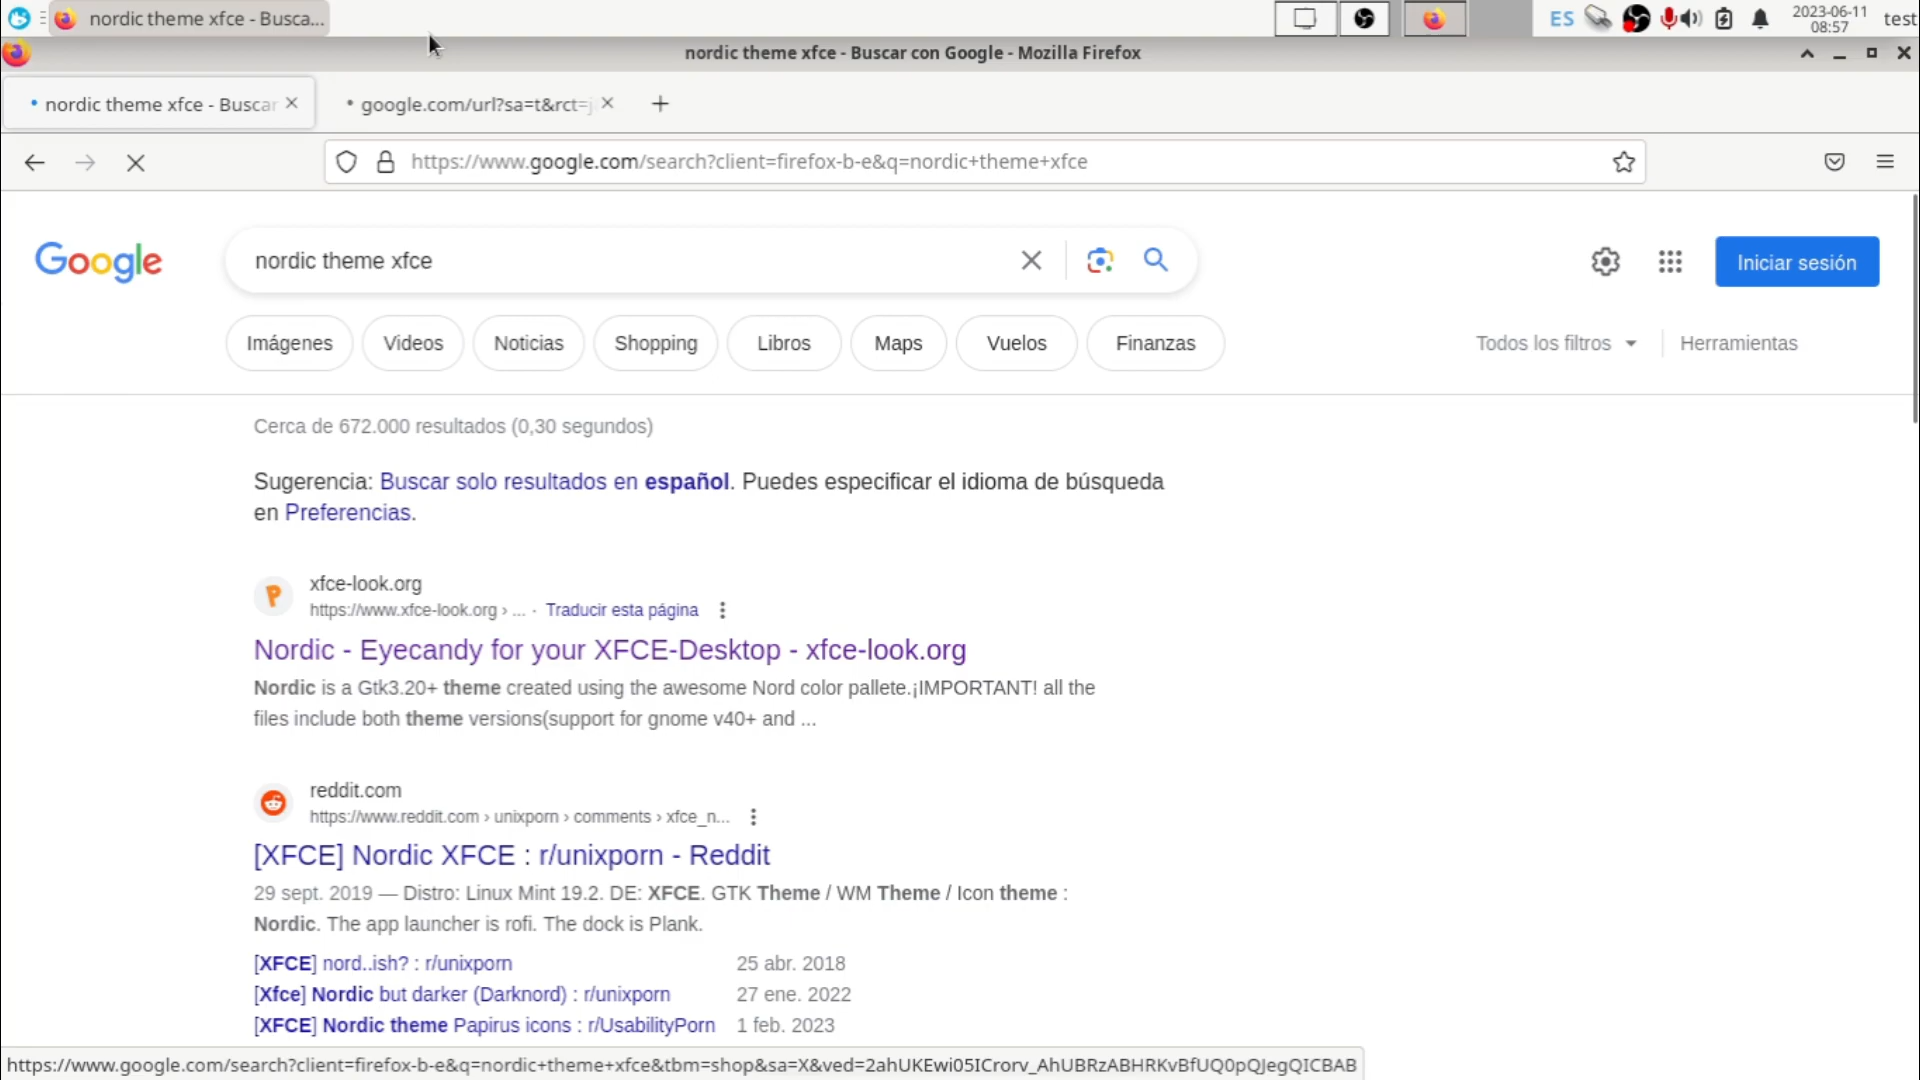 nordic theme xfce - Busca...
ES
2023-06-11
08:57
test
nordic theme xfce - Buscar con Google - Mozilla Firefox
nordic theme xfce - Buscar
google.com/url?sa=t&rct=j
https://www.google.com/search?client=firefox-b-e&q=nordic+theme+xfce
Google
nordic theme xfce
Iniciar sesión
Imágenes
Videos
Noticias
Shopping
Libros
Maps
Vuelos
Finanzas
Todos los filtros
Herramientas
Cerca de 672.000 resultados (0,30 segundos)
Sugerencia: Buscar solo resultados en español. Puedes especificar el idioma de búsqueda
en Preferencias.
xfce-look.org
https://www.xfce-look.org › ... · Traducir esta página
Nordic - Eyecandy for your XFCE-Desktop - xfce-look.org
Nordic is a Gtk3.20+ theme created using the awesome Nord color pallete.¡IMPORTANT! all the
files include both theme versions(support for gnome v40+ and ...
reddit.com
https://www.reddit.com › unixporn › comments › xfce_n...
[XFCE] Nordic XFCE : r/unixporn - Reddit
29 sept. 2019 — Distro: Linux Mint 19.2. DE: XFCE. GTK Theme / WM Theme / Icon theme :
Nordic. The app launcher is rofi. The dock is Plank.
[XFCE] nord..ish? : r/unixporn 25 abr. 2018
[Xfce] Nordic but darker (Darknord) : r/unixporn 27 ene. 2022
[XFCE] Nordic theme Papirus icons : r/UsabilityPorn 1 feb. 2023
https://www.google.com/search?client=firefox-b-e&q=nordic+theme+xfce&tbm=shop&sa=X&ved=2ahUKEwi05ICrorv_AhUBRzABHRKvBfUQ0pQJegQICBAB